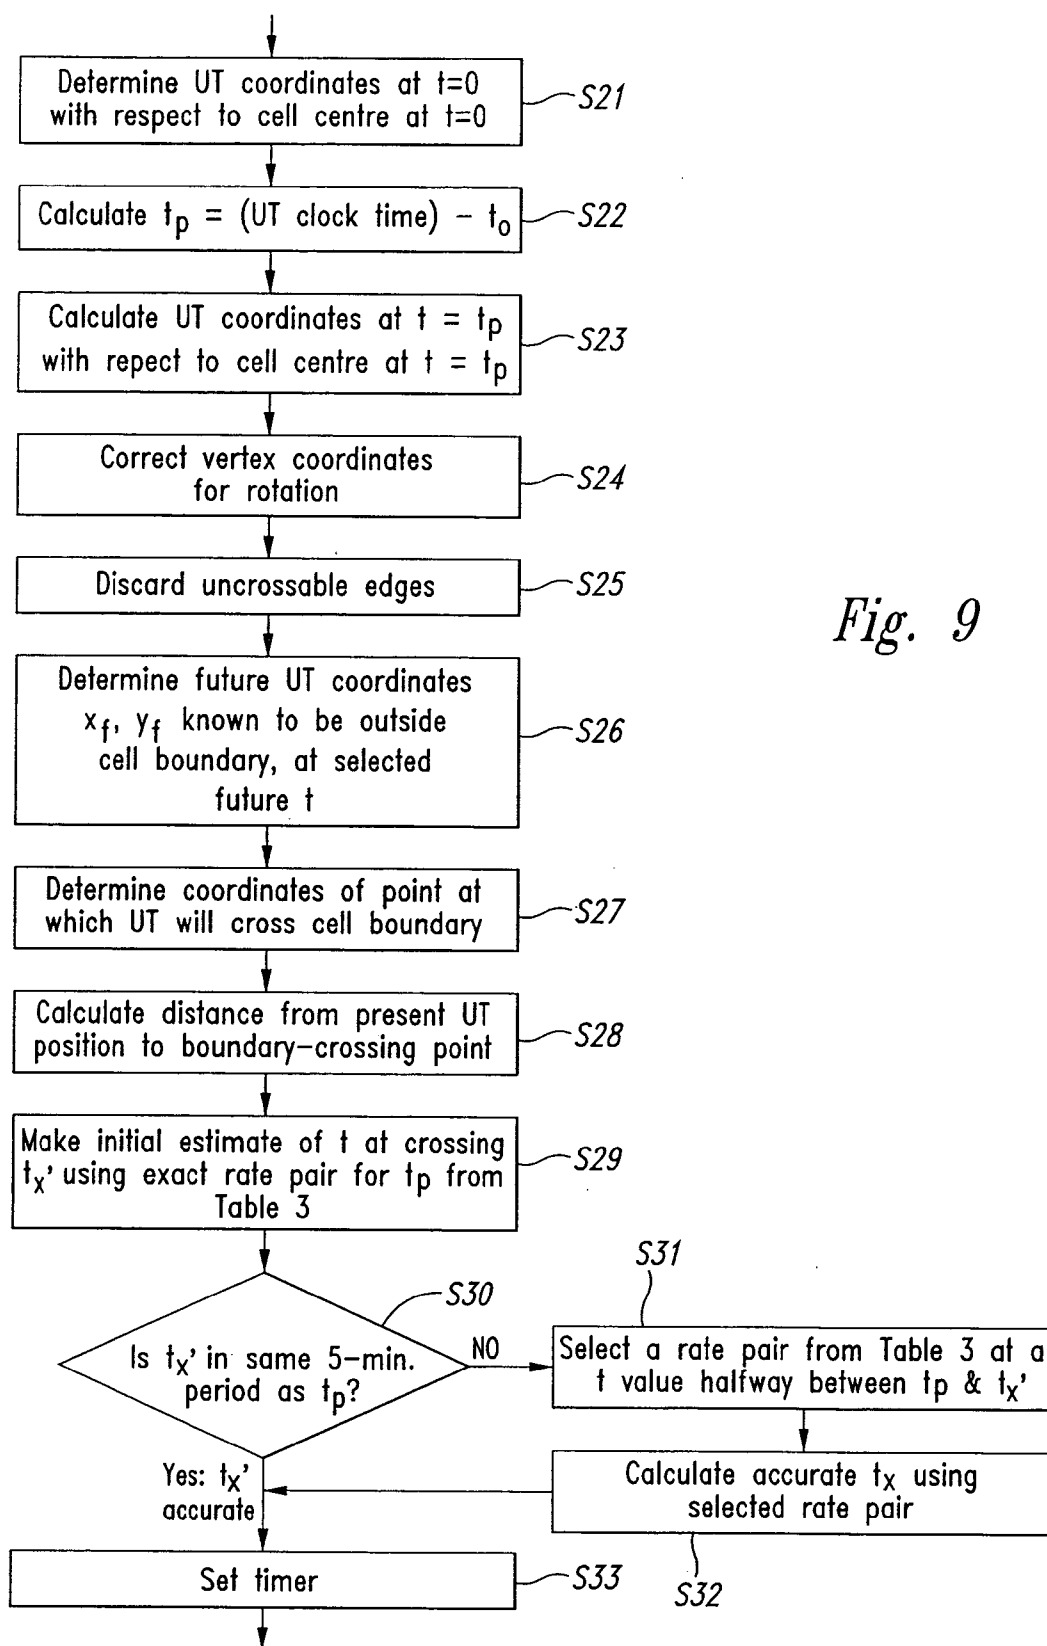 Determine UT coordinates at t=0
with respect to cell centre at t=0
S21
Calculate tp = (UT clock time) – to
S22
Calculate UT coordinates at t = tp
with repect to cell centre at t = tp
S23
Correct vertex coordinates
for rotation
S24
Discard uncrossable edges
S25
Fig. 9
Determine future UT coordinates
xf, yf known to be outside
cell boundary, at selected
future t
S26
Determine coordinates of point at
which UT will cross cell boundary
S27
Calculate distance from present UT
position to boundary–crossing point
S28
Make initial estimate of t at crossing
tx' using exact rate pair for tp from
Table 3
S29
Is tx' in same 5–min.
period as tp?
S30
NO
S31
Select a rate pair from Table 3 at a
t value halfway between tp & tx'
Yes: tx'
accurate
Calculate accurate tx using
selected rate pair
S32
Set timer
S33